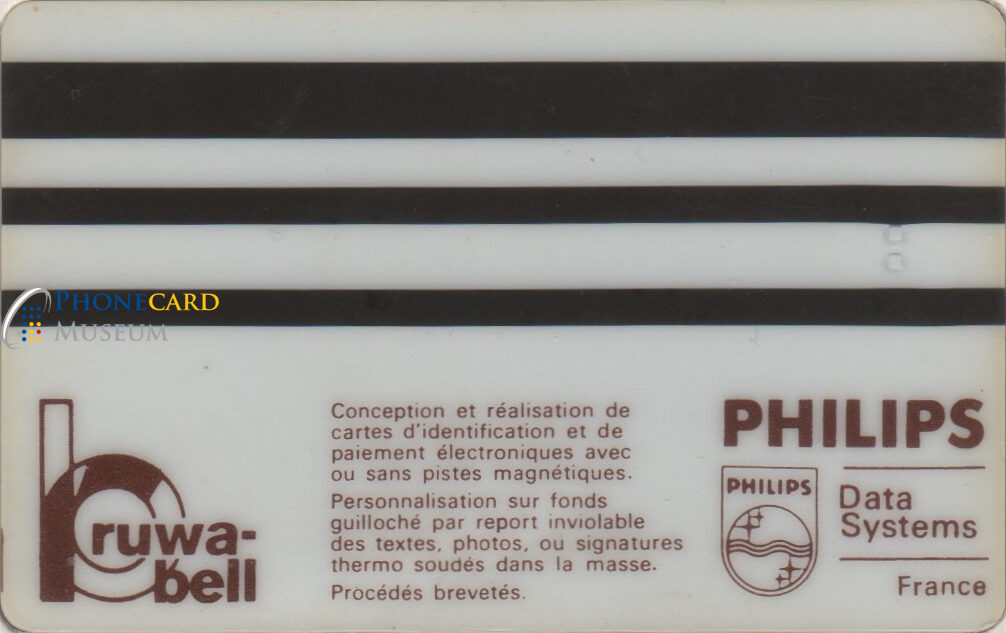 PHONECARD
MUSEUM
bruwa-
bell
Conception et réalisation de
cartes d'identification et de
paiement électroniques avec
ou sans pistes magnétiques.
Personnalisation sur fonds
guilloché par report inviolable
des textes, photos, ou signatures
thermo soudés dans la masse.
Procédés brevetés.
PHILIPS
PHILIPS
Data
Systems
France